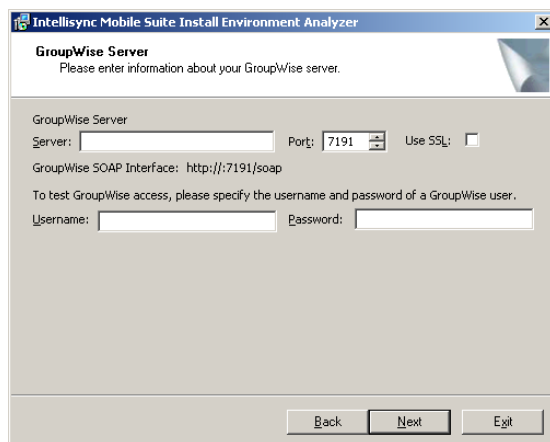 Intellisync Mobile Suite Install Environment Analyzer
GroupWise Server
Please enter information about your GroupWise server.
GroupWise Server
Server: Port: 7191 Use SSL:
GroupWise SOAP Interface: http://:7191/soap
To test GroupWise access, please specify the username and password of a GroupWise user.
Username: Password:
Back Next Exit